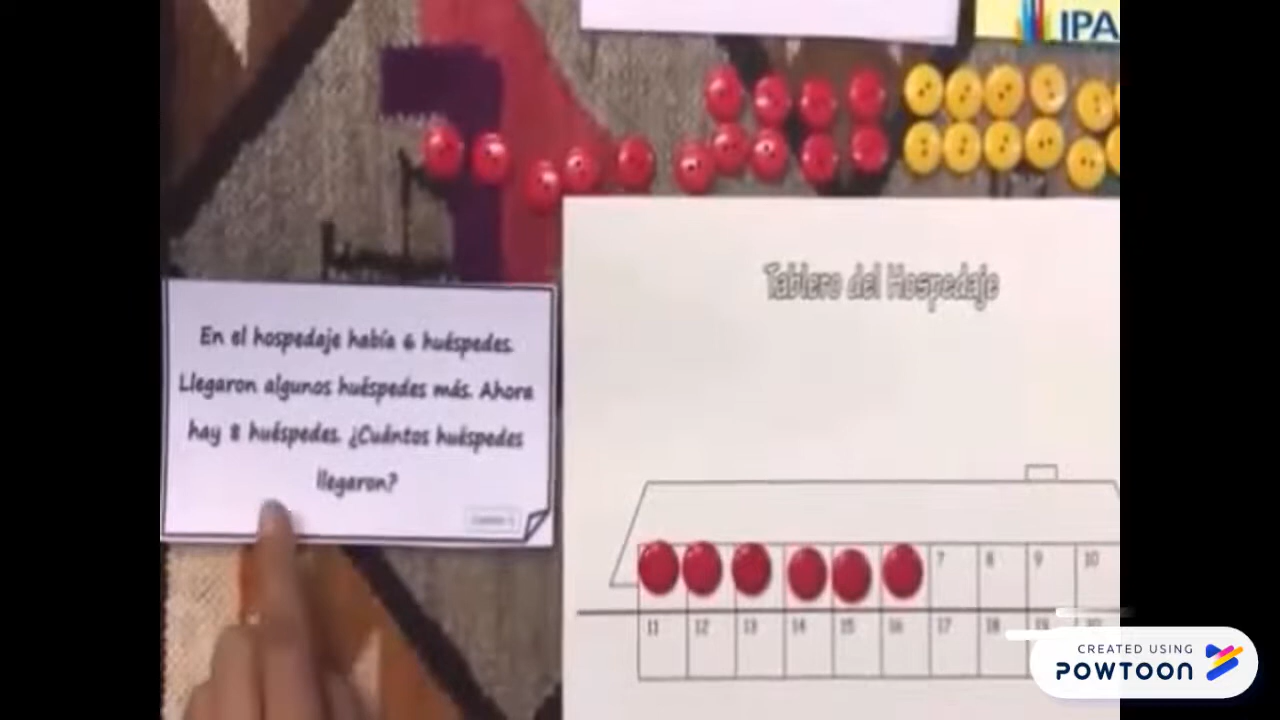 IPA
Tablero del Hospedaje
En el hospedaje había 6 huéspedes.
Llegaron algunos huéspedes más. Ahora
hay 8 huéspedes. ¿Cuántos huéspedes
llegaron?
7 8 9 10
11 12 13 14 15 16 17 18 19
CREATED USING
POWTOON